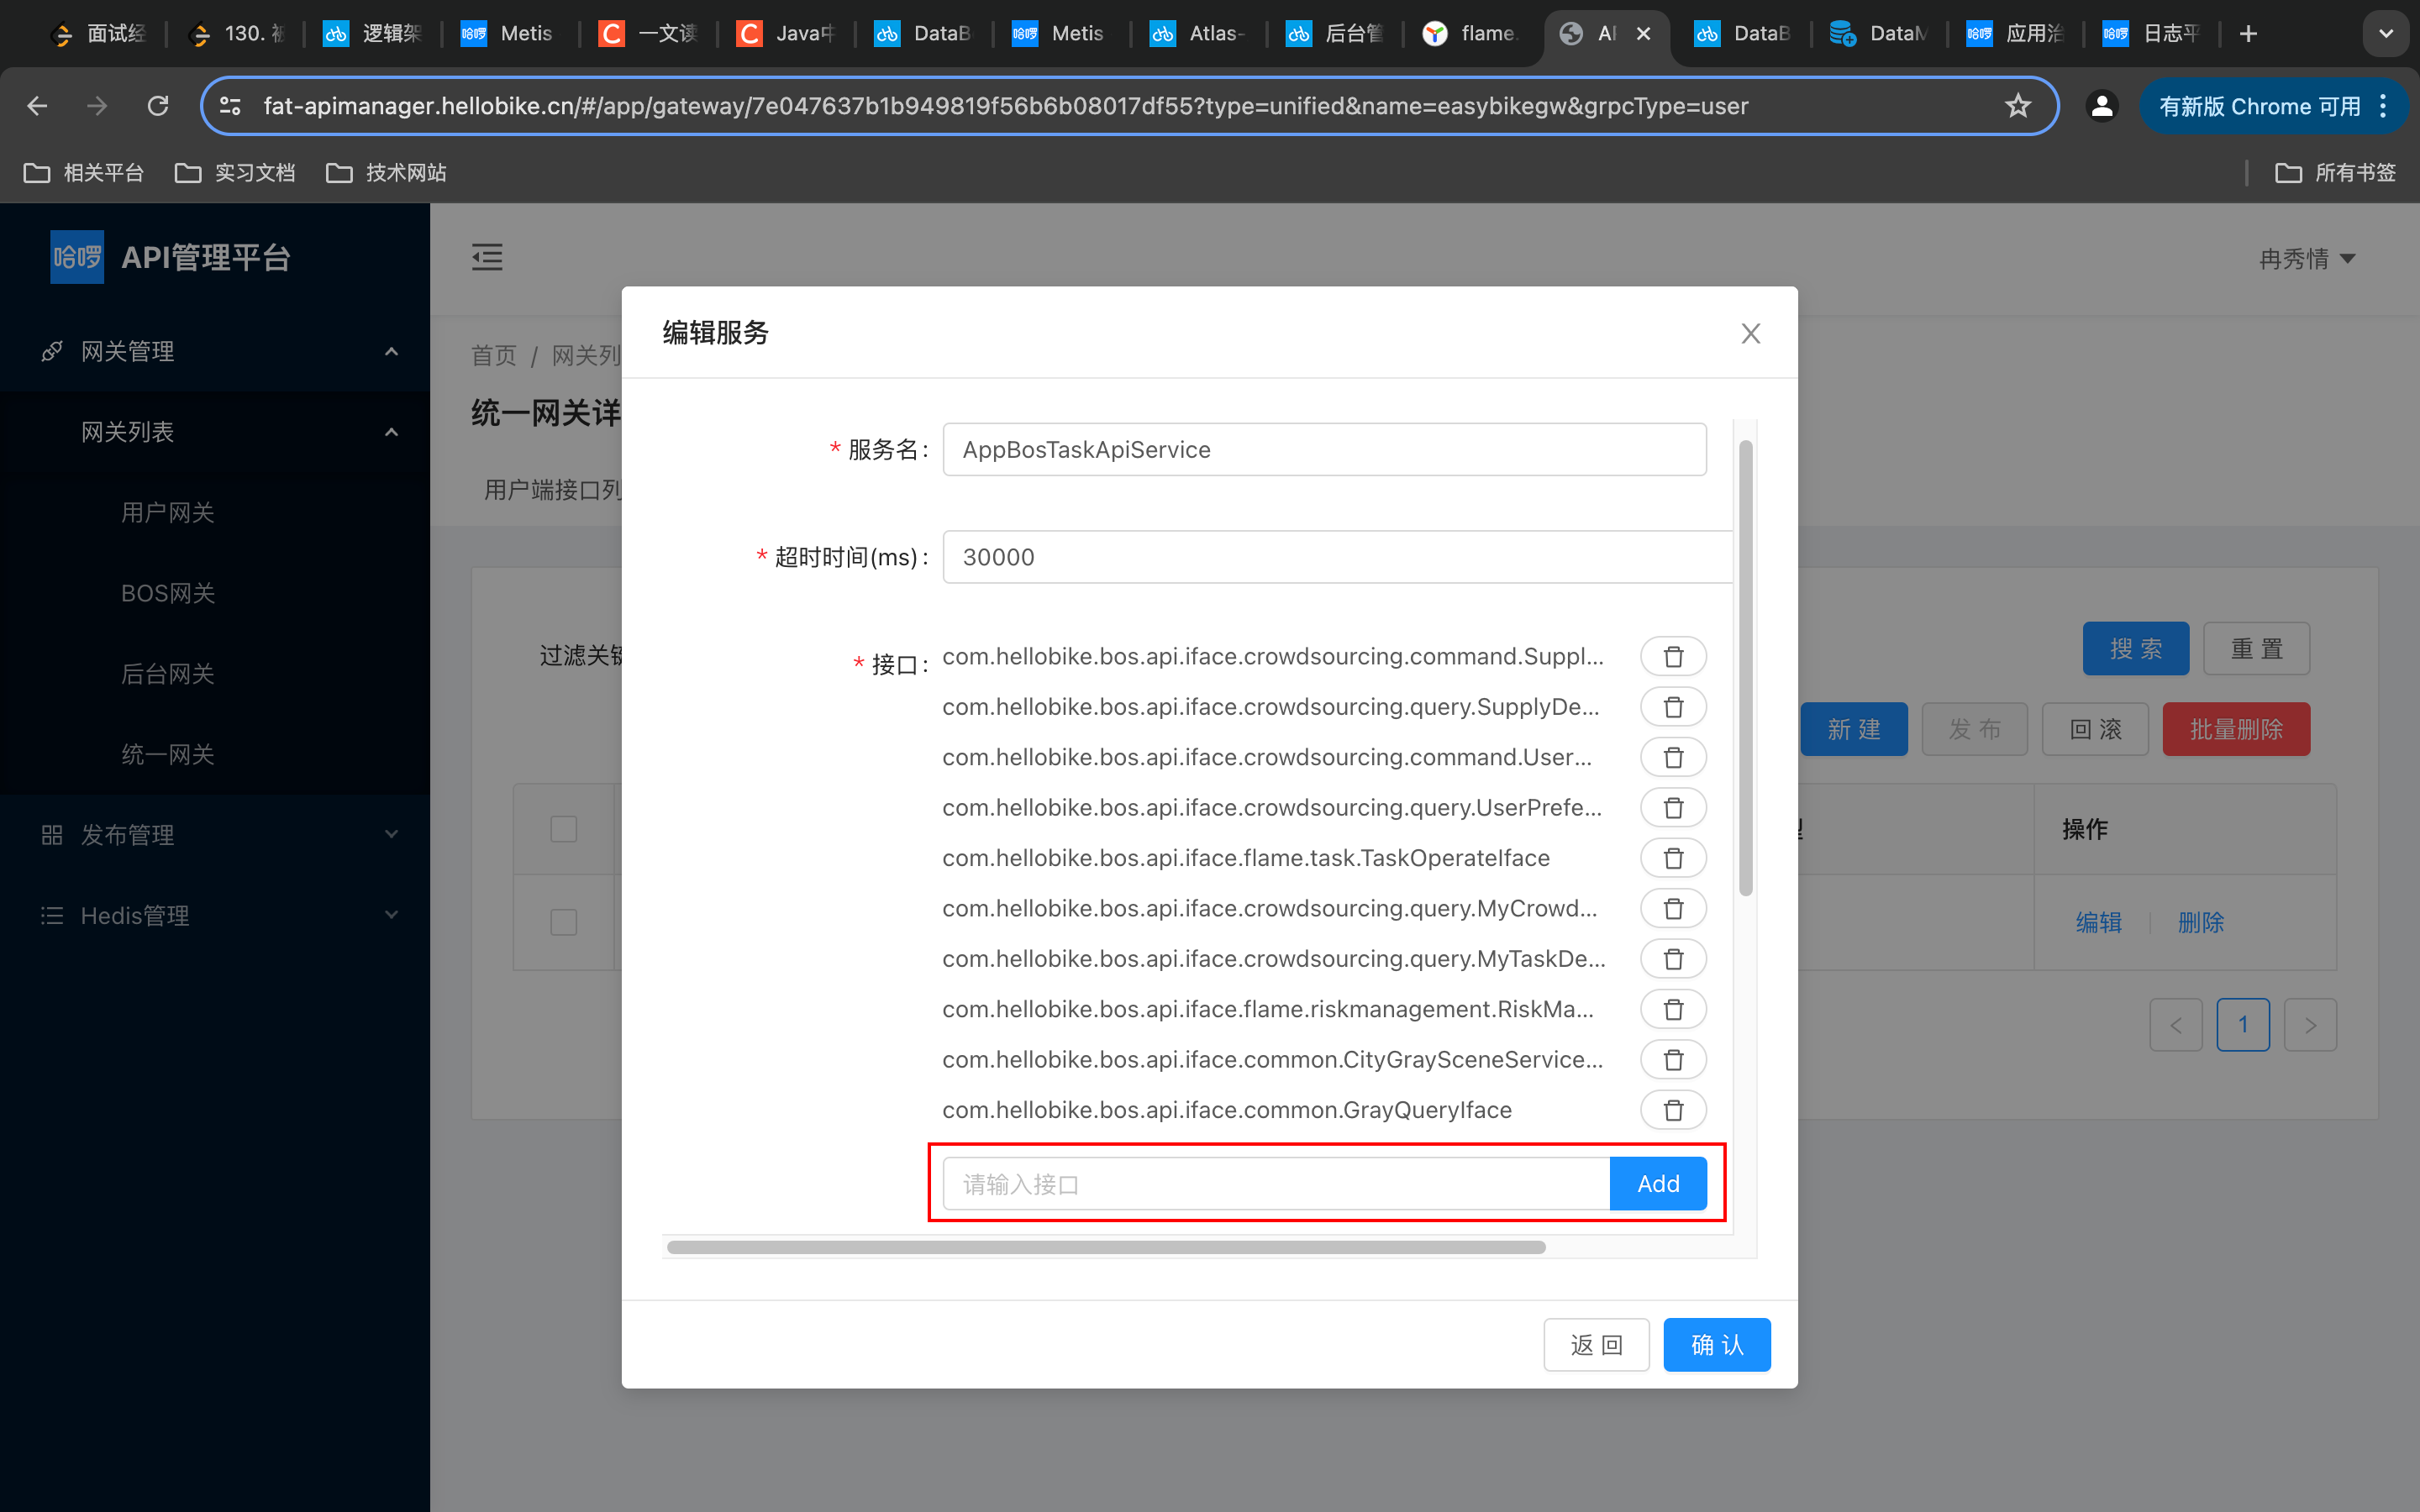 面试经 130. 被 逻辑架 Metis 一文读 Java中 DataB Metis Atlas- 后台管 flame. AI DataB DataM 应用治 日志平
fat-apimanager.hellobike.cn/#/app/gateway/7e047637b1b949819f56b6b08017df55?type=unified&name=easybikegw&grpcType=user
有新版 Chrome 可用
相关平台 实习文档 技术网站 所有书签
哈啰 API管理平台
冉秀情
网关管理
网关列表
用户网关
BOS网关
后台网关
统一网关
发布管理
Hedis管理
首页 / 网关列
统一网关详
用户端接口列
过滤关键
搜 索 重 置
新 建 发 布 回 滚 批量删除
型 操作
编辑 删除
< 1 >
编辑服务
* 服务名: AppBosTaskApiService
* 超时时间(ms): 30000
* 接口: com.hellobike.bos.api.iface.crowdsourcing.command.Suppl...
com.hellobike.bos.api.iface.crowdsourcing.query.SupplyDe...
com.hellobike.bos.api.iface.crowdsourcing.command.User...
com.hellobike.bos.api.iface.crowdsourcing.query.UserPrefe...
com.hellobike.bos.api.iface.flame.task.TaskOperateIface
com.hellobike.bos.api.iface.crowdsourcing.query.MyCrowd...
com.hellobike.bos.api.iface.crowdsourcing.query.MyTaskDe...
com.hellobike.bos.api.iface.flame.riskmanagement.RiskMa...
com.hellobike.bos.api.iface.common.CityGraySceneService...
com.hellobike.bos.api.iface.common.GrayQueryIface
请输入接口 Add
返 回 确 认